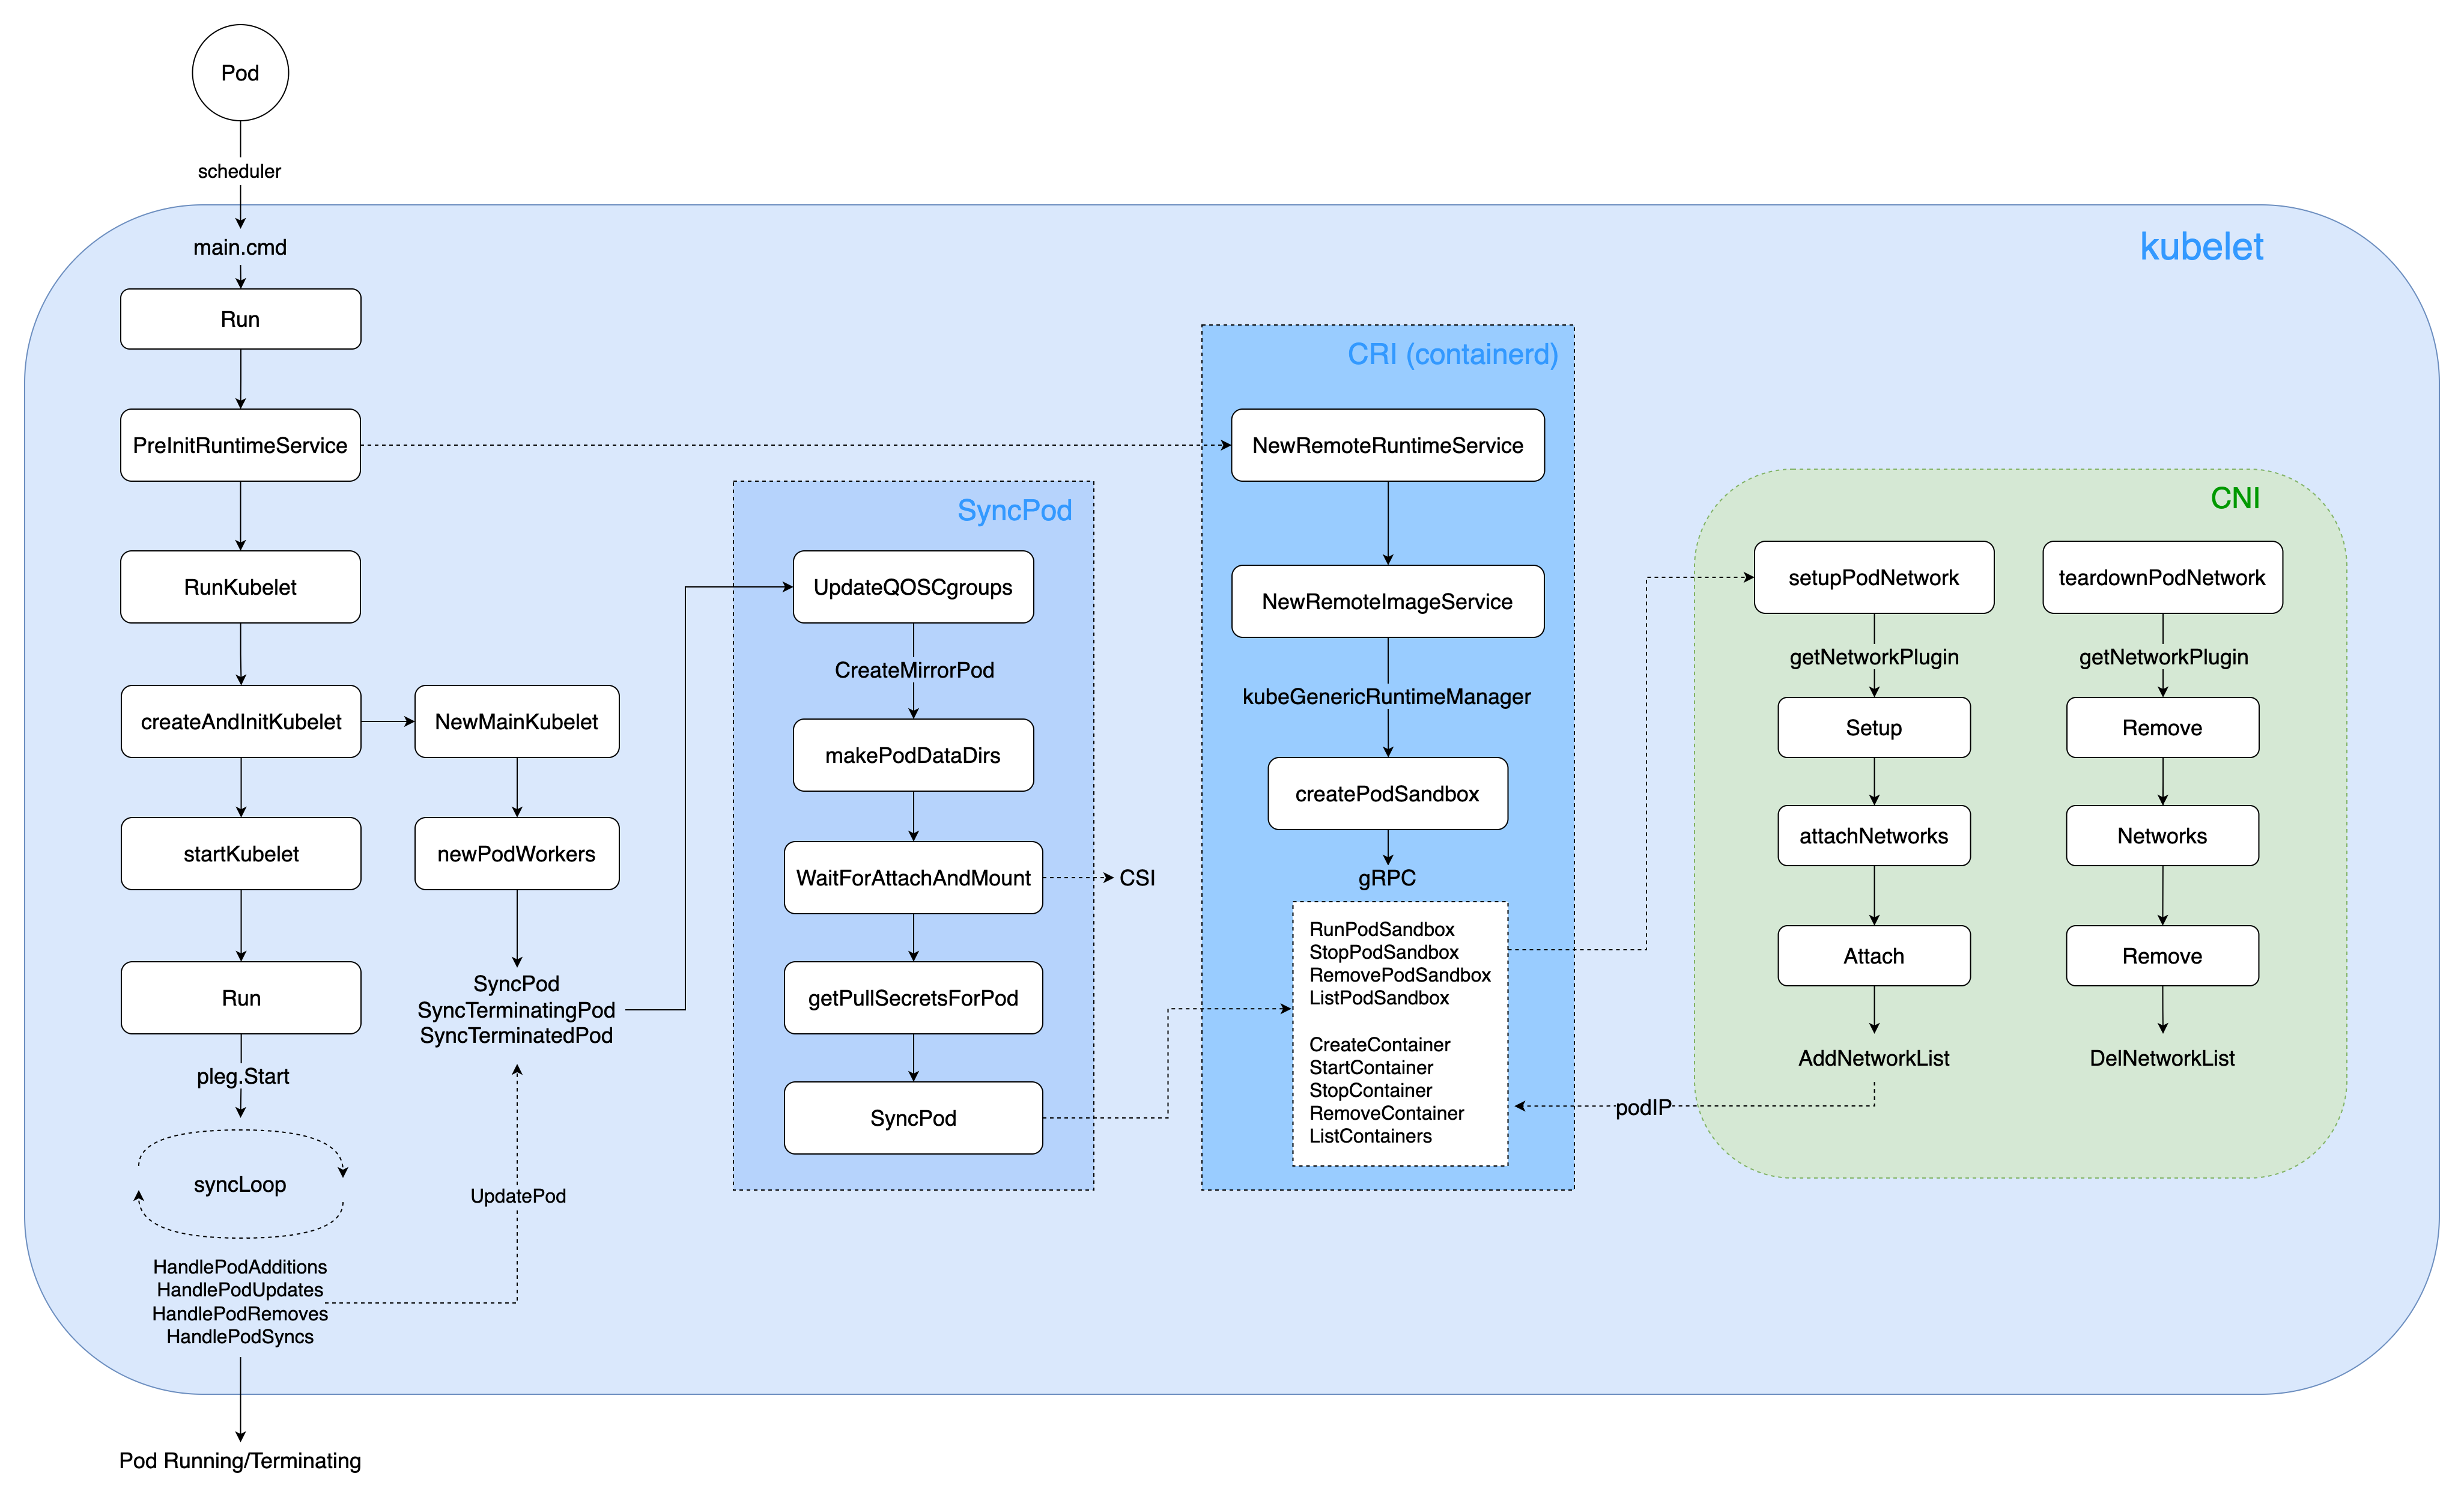 Pod
scheduler
kubelet
main.cmd
Run
PreInitRuntimeService
RunKubelet
createAndInitKubelet
NewMainKubelet
startKubelet
newPodWorkers
Run
SyncPod
SyncTerminatingPod
SyncTerminatedPod
pleg.Start
syncLoop
UpdatePod
HandlePodAdditions
HandlePodUpdates
HandlePodRemoves
HandlePodSyncs
Pod Running/Terminating
SyncPod
UpdateQOSCgroups
CreateMirrorPod
makePodDataDirs
WaitForAttachAndMount
CSI
getPullSecretsForPod
SyncPod
CRI (containerd)
NewRemoteRuntimeService
NewRemoteImageService
kubeGenericRuntimeManager
createPodSandbox
gRPC
RunPodSandbox
StopPodSandbox
RemovePodSandbox
ListPodSandbox
CreateContainer
StartContainer
StopContainer
RemoveContainer
ListContainers
podIP
CNI
setupPodNetwork
getNetworkPlugin
Setup
attachNetworks
Attach
AddNetworkList
teardownPodNetwork
getNetworkPlugin
Remove
Networks
Remove
DelNetworkList